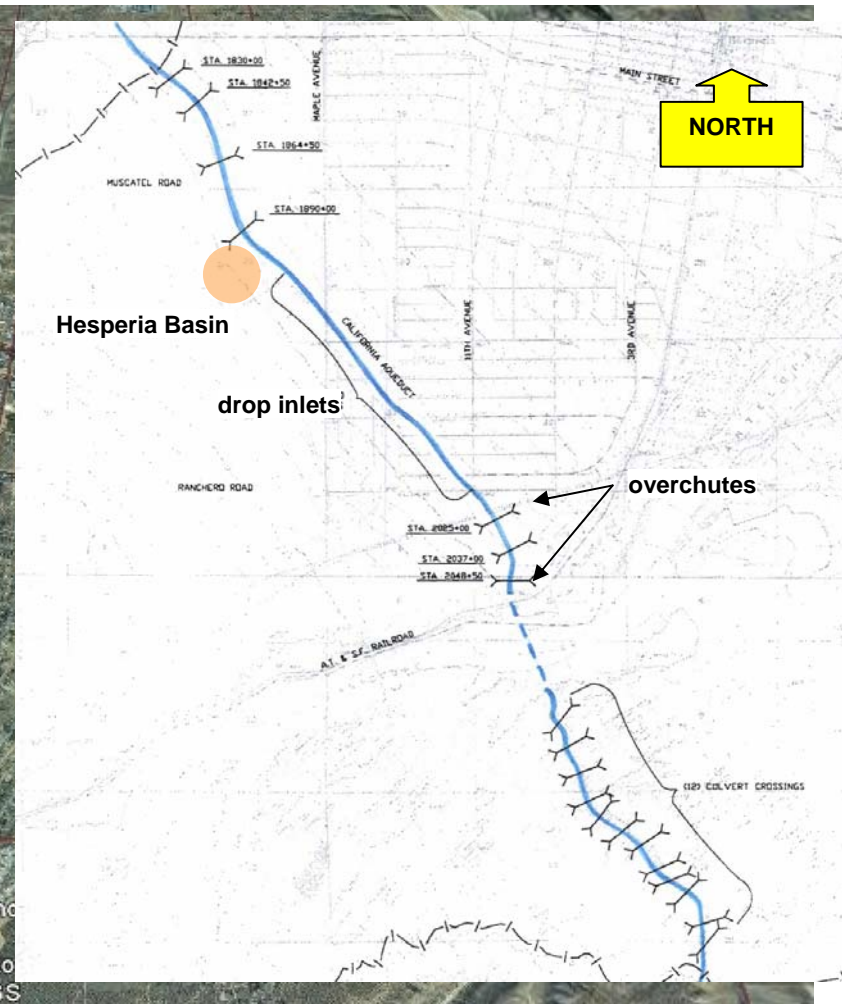 STA. 1830+00
STA. 1842+50
MAPLE AVENUE
MAIN STREET
NORTH
STA. 1864+50
MUSCATEL ROAD
STA. 1890+00
Hesperia Basin
CALIFORNIA AQUEDUCT
11TH AVENUE
3RD AVENUE
drop inlets
RANCHERO ROAD
overchutes
STA. 2025+00
STA. 2037+00
STA. 2048+50
A.T. & S.F. RAILROAD
(12) CULVERT CROSSINGS